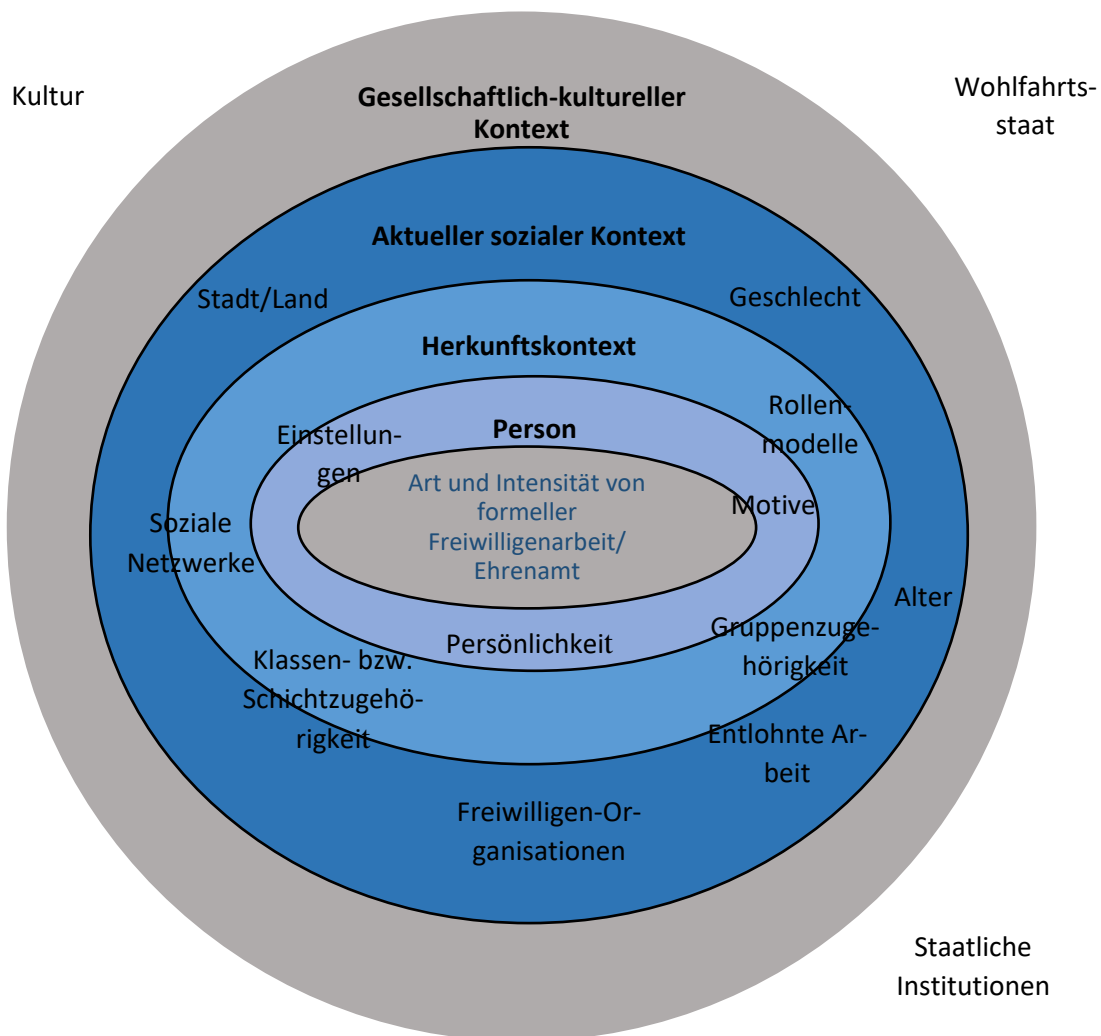 Kultur
Gesellschaftlich-kultureller
Kontext
Wohlfahrts-
staat
Aktueller sozialer Kontext
Stadt/Land
Geschlecht
Herkunftskontext
Rollen-
modelle
Einstellun-
gen
Person
Art und Intensität von
formeller
Freiwilligenarbeit/
Ehrenamt
Motive
Soziale
Netzwerke
Alter
Persönlichkeit
Gruppenzuge-
hörigkeit
Klassen- bzw.
Schichtzugehö-
rigkeit
Entlohnte Ar-
beit
Freiwilligen-Or-
ganisationen
Staatliche
Institutionen